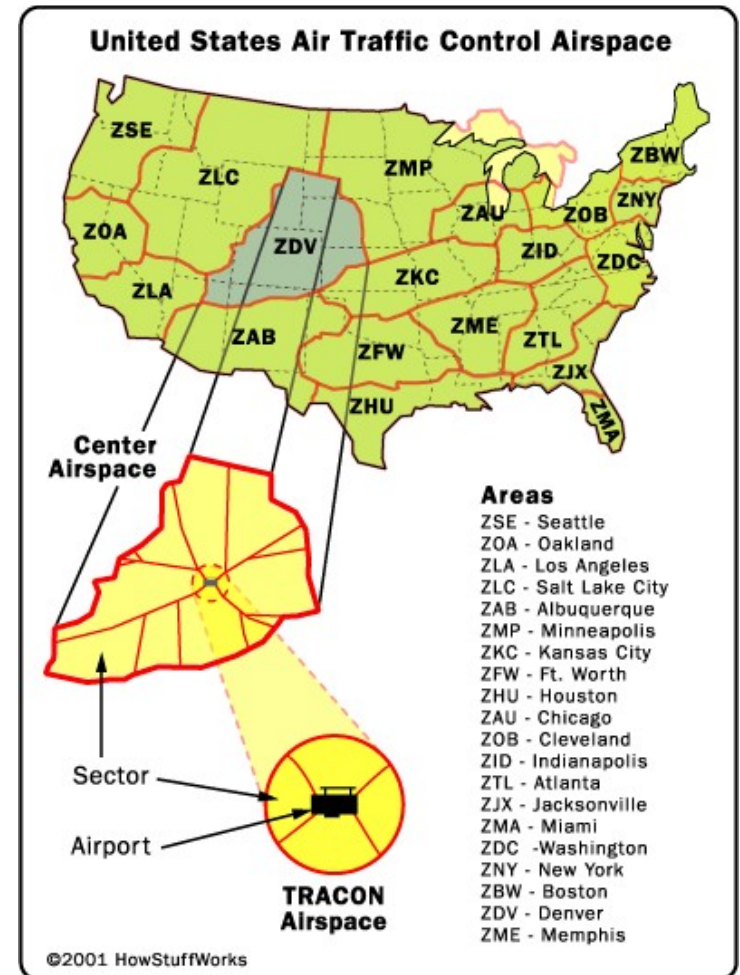 United States Air Traffic Control Airspace
ZSE
ZLC
ZMP
ZBW
ZOA
ZAU
ZOB
ZNY
ZDV
ZID
ZDC
ZLA
ZKC
ZAB
ZFW
ZME
ZTL
ZHU
ZJX
ZMA
Center
Airspace
Sector
Airport
TRACON
Airspace
Areas
ZSE - Seattle
ZOA - Oakland
ZLA - Los Angeles
ZLC - Salt Lake City
ZAB - Albuquerque
ZMP - Minneapolis
ZKC - Kansas City
ZFW - Ft. Worth
ZHU - Houston
ZAU - Chicago
ZOB - Cleveland
ZID - Indianapolis
ZTL - Atlanta
ZJX - Jacksonville
ZMA - Miami
ZDC -Washington
ZNY - New York
ZBW - Boston
ZDV - Denver
ZME - Memphis
©2001 HowStuffWorks